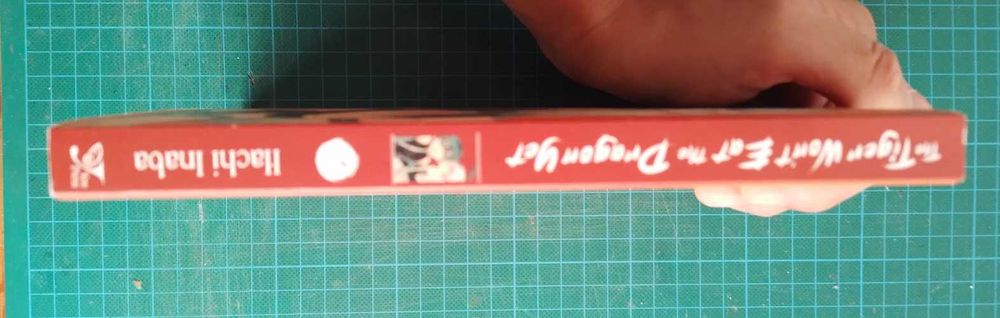 The Tiger Won't Eat the Dragon Yet
Hachi Inaba